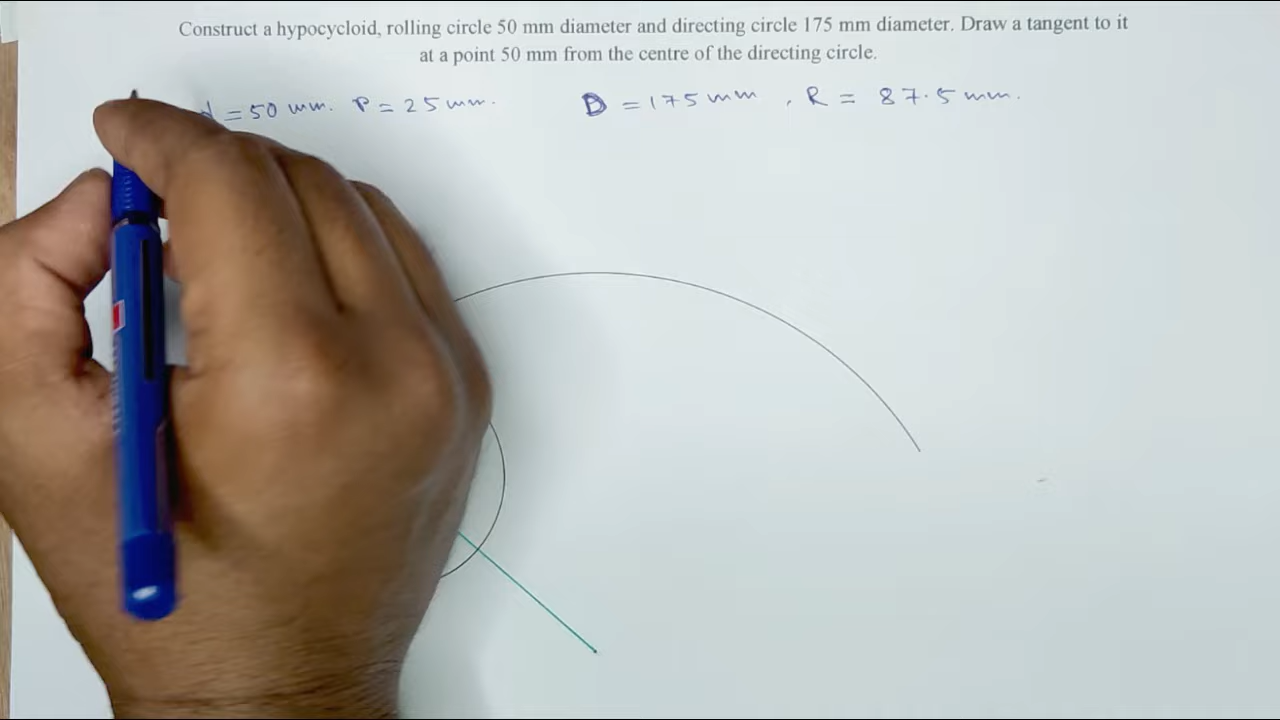 Construct a hypocycloid, rolling circle 50 mm diameter and directing circle 175 mm diameter. Draw a tangent to it
at a point 50 mm from the centre of the directing circle.
d = 50 mm. r = 25 mm. D = 175 mm , R = 87.5 mm.